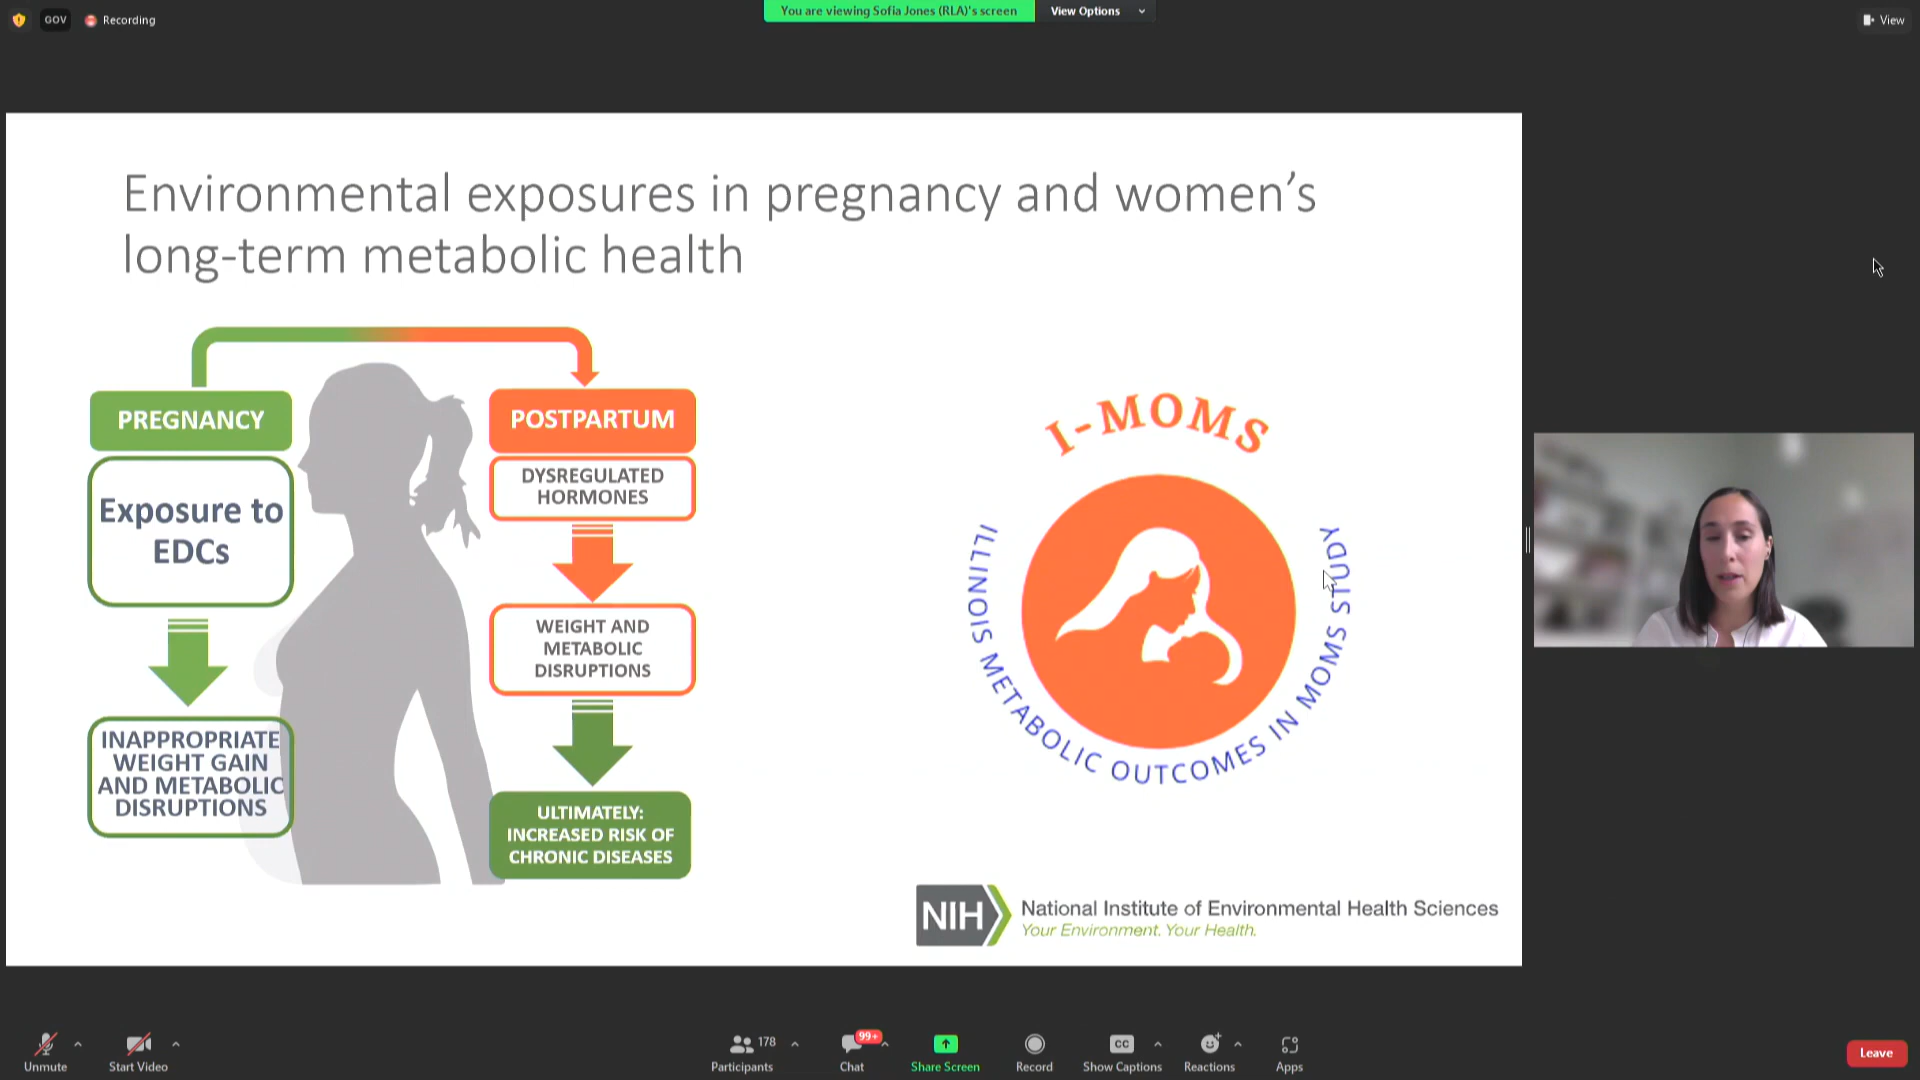 GOV
Recording
You are viewing Sofia Jones (RLA)'s screen
View Options
View
Environmental exposures in pregnancy and women's
long-term metabolic health
PREGNANCY
Exposure to
EDCs
INAPPROPRIATE
WEIGHT GAIN
AND METABOLIC
DISRUPTIONS
POSTPARTUM
DYSREGULATED
HORMONES
WEIGHT AND
METABOLIC
DISRUPTIONS
ULTIMATELY:
INCREASED RISK OF
CHRONIC DISEASES
I-MOMS
ILLINOIS METABOLIC OUTCOMES IN MOMS STUDY
NIH
National Institute of Environmental Health Sciences
Your Environment. Your Health.
Unmute
Start Video
178
Participants
99+
Chat
Share Screen
Record
CC
Show Captions
Reactions
Apps
Leave